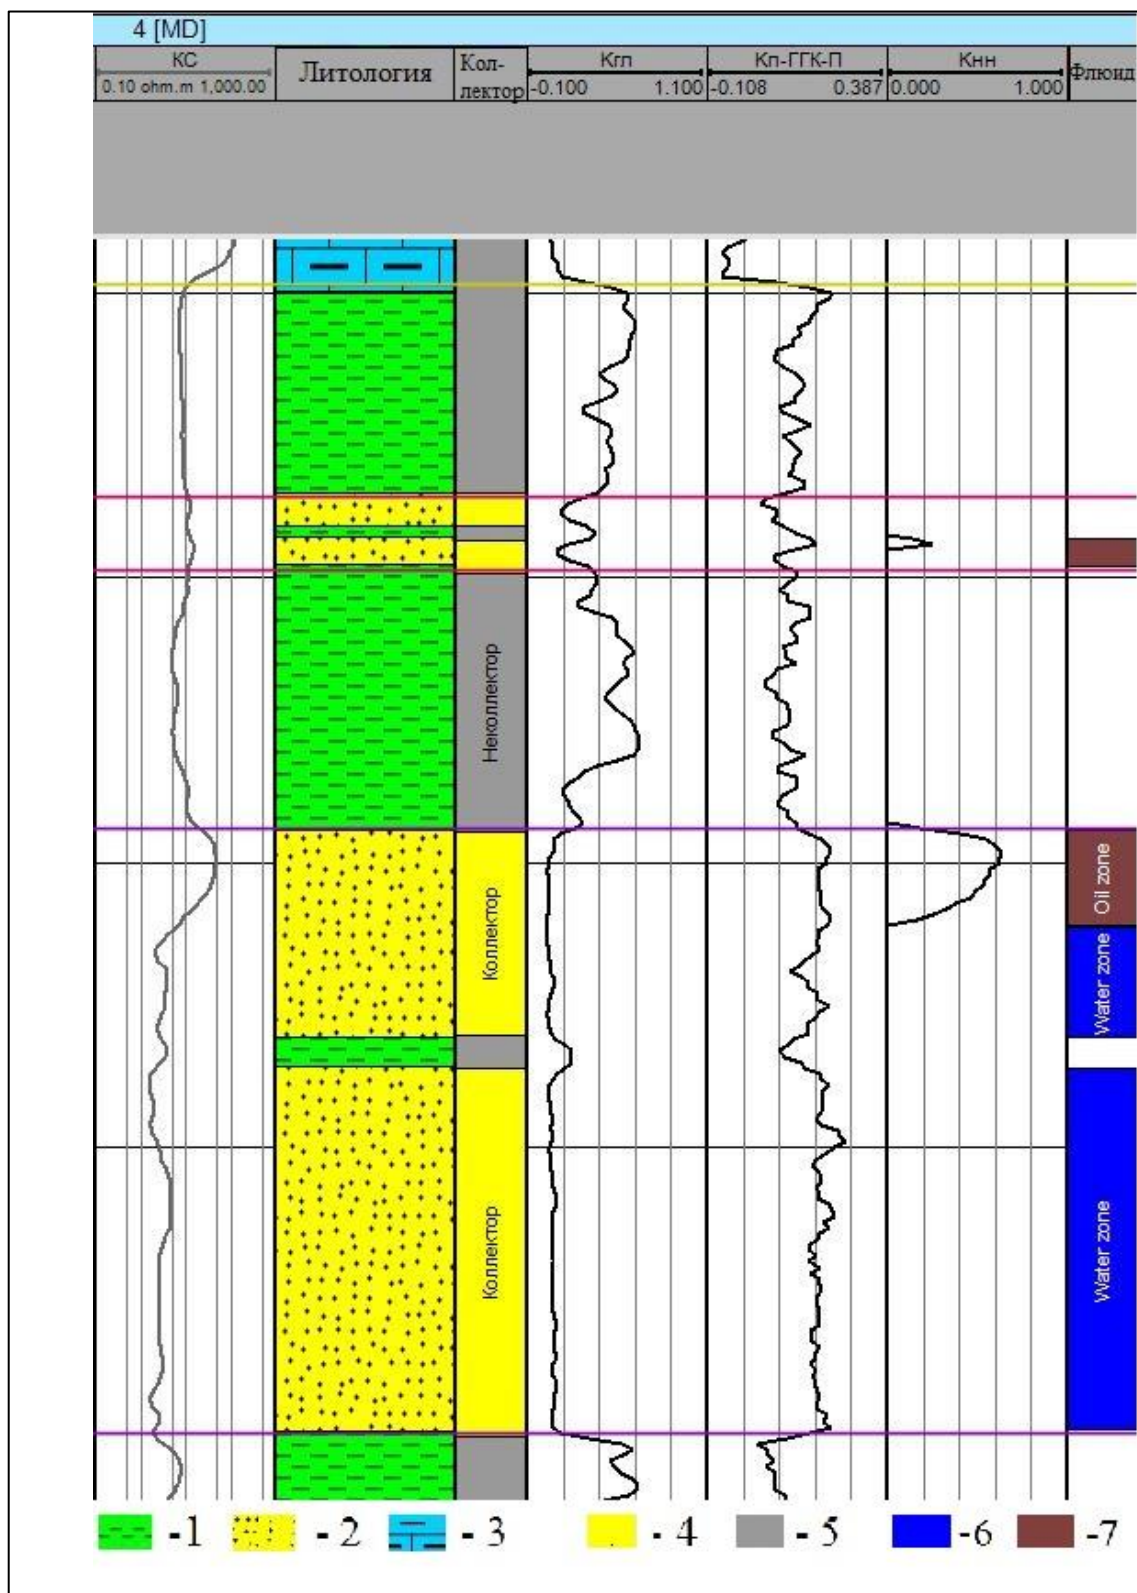 4 [MD]
КС
0.10 ohm.m 1,000.00
Литология
Кол-
лектор
Кгл
-0.100 1.100
Кп-ГГК-П
-0.108 0.387
Кнн
0.000 1.000
Флюид
Неколлектор
Коллектор
Oil zone
Water zone
Коллектор
Water zone
-1 -2 -3 -4 -5 -6 -7